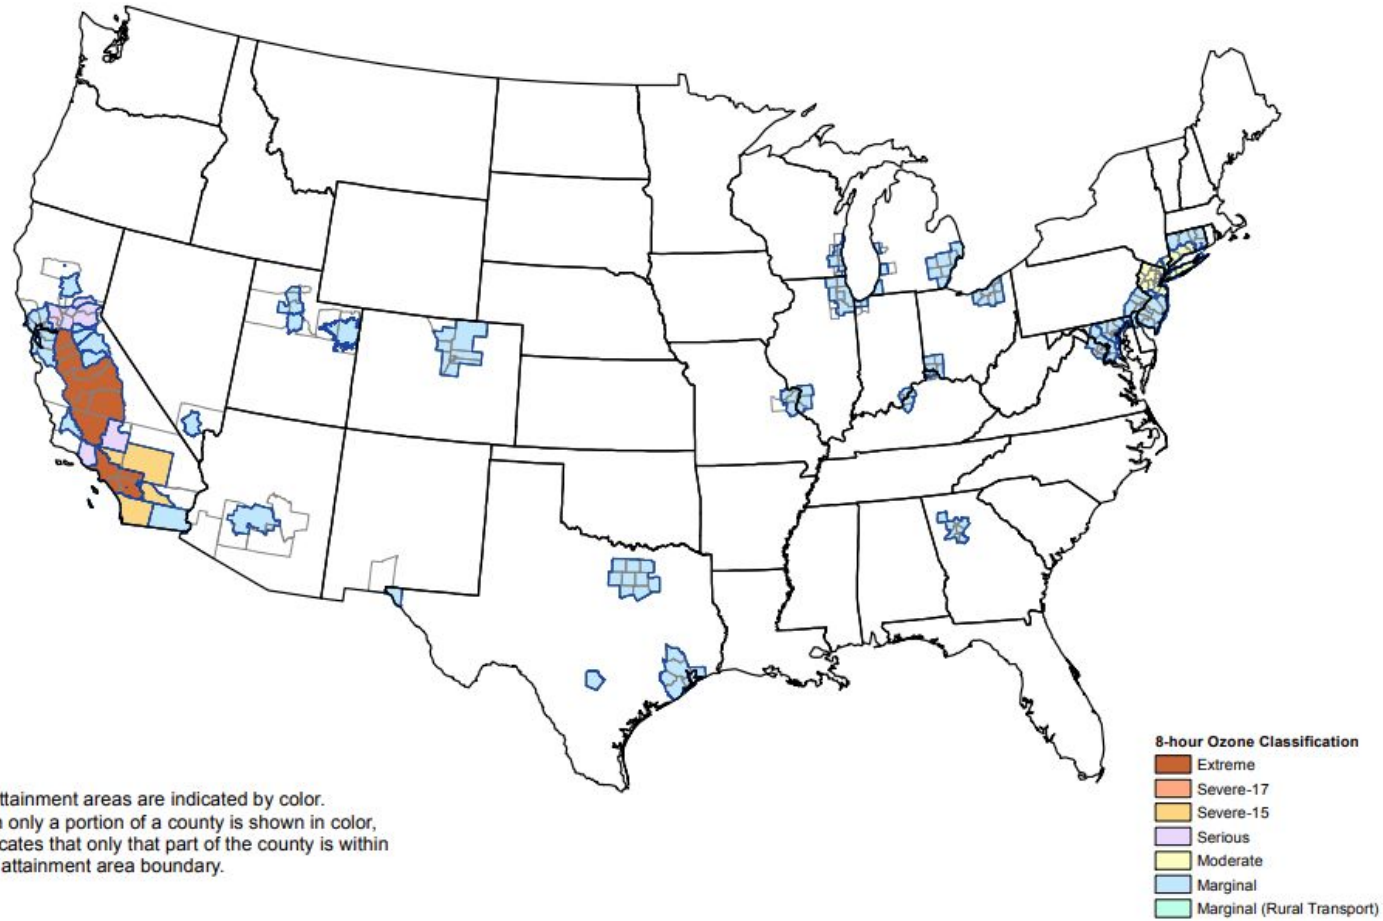 ttainment areas are indicated by color.
n only a portion of a county is shown in color,
icates that only that part of the county is within
attainment area boundary.
8-hour Ozone Classification
Extreme
Severe-17
Severe-15
Serious
Moderate
Marginal
Marginal (Rural Transport)